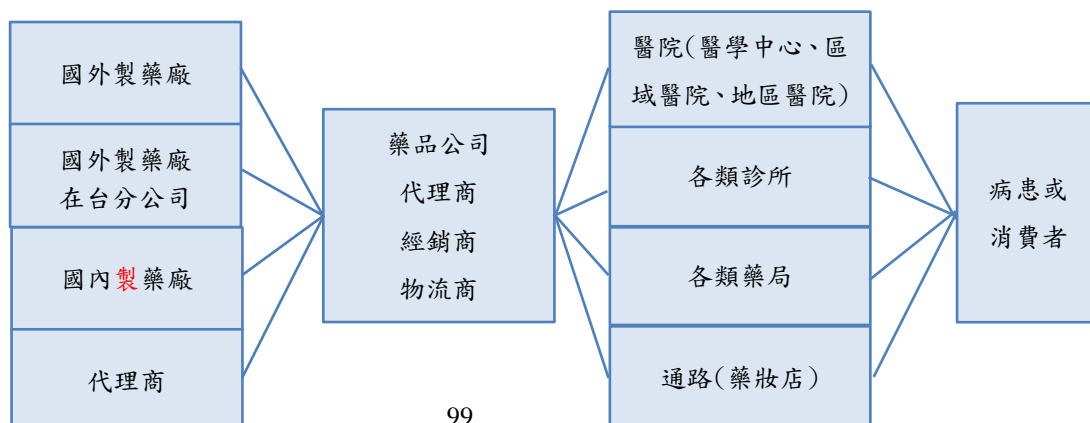 國外製藥廠
國外製藥廠
在台分公司
國內製藥廠
代理商
藥品公司
代理商
經銷商
物流商
醫院(醫學中心、區
域醫院、地區醫院)
各類診所
各類藥局
通路(藥妝店)
病患或
消費者
99